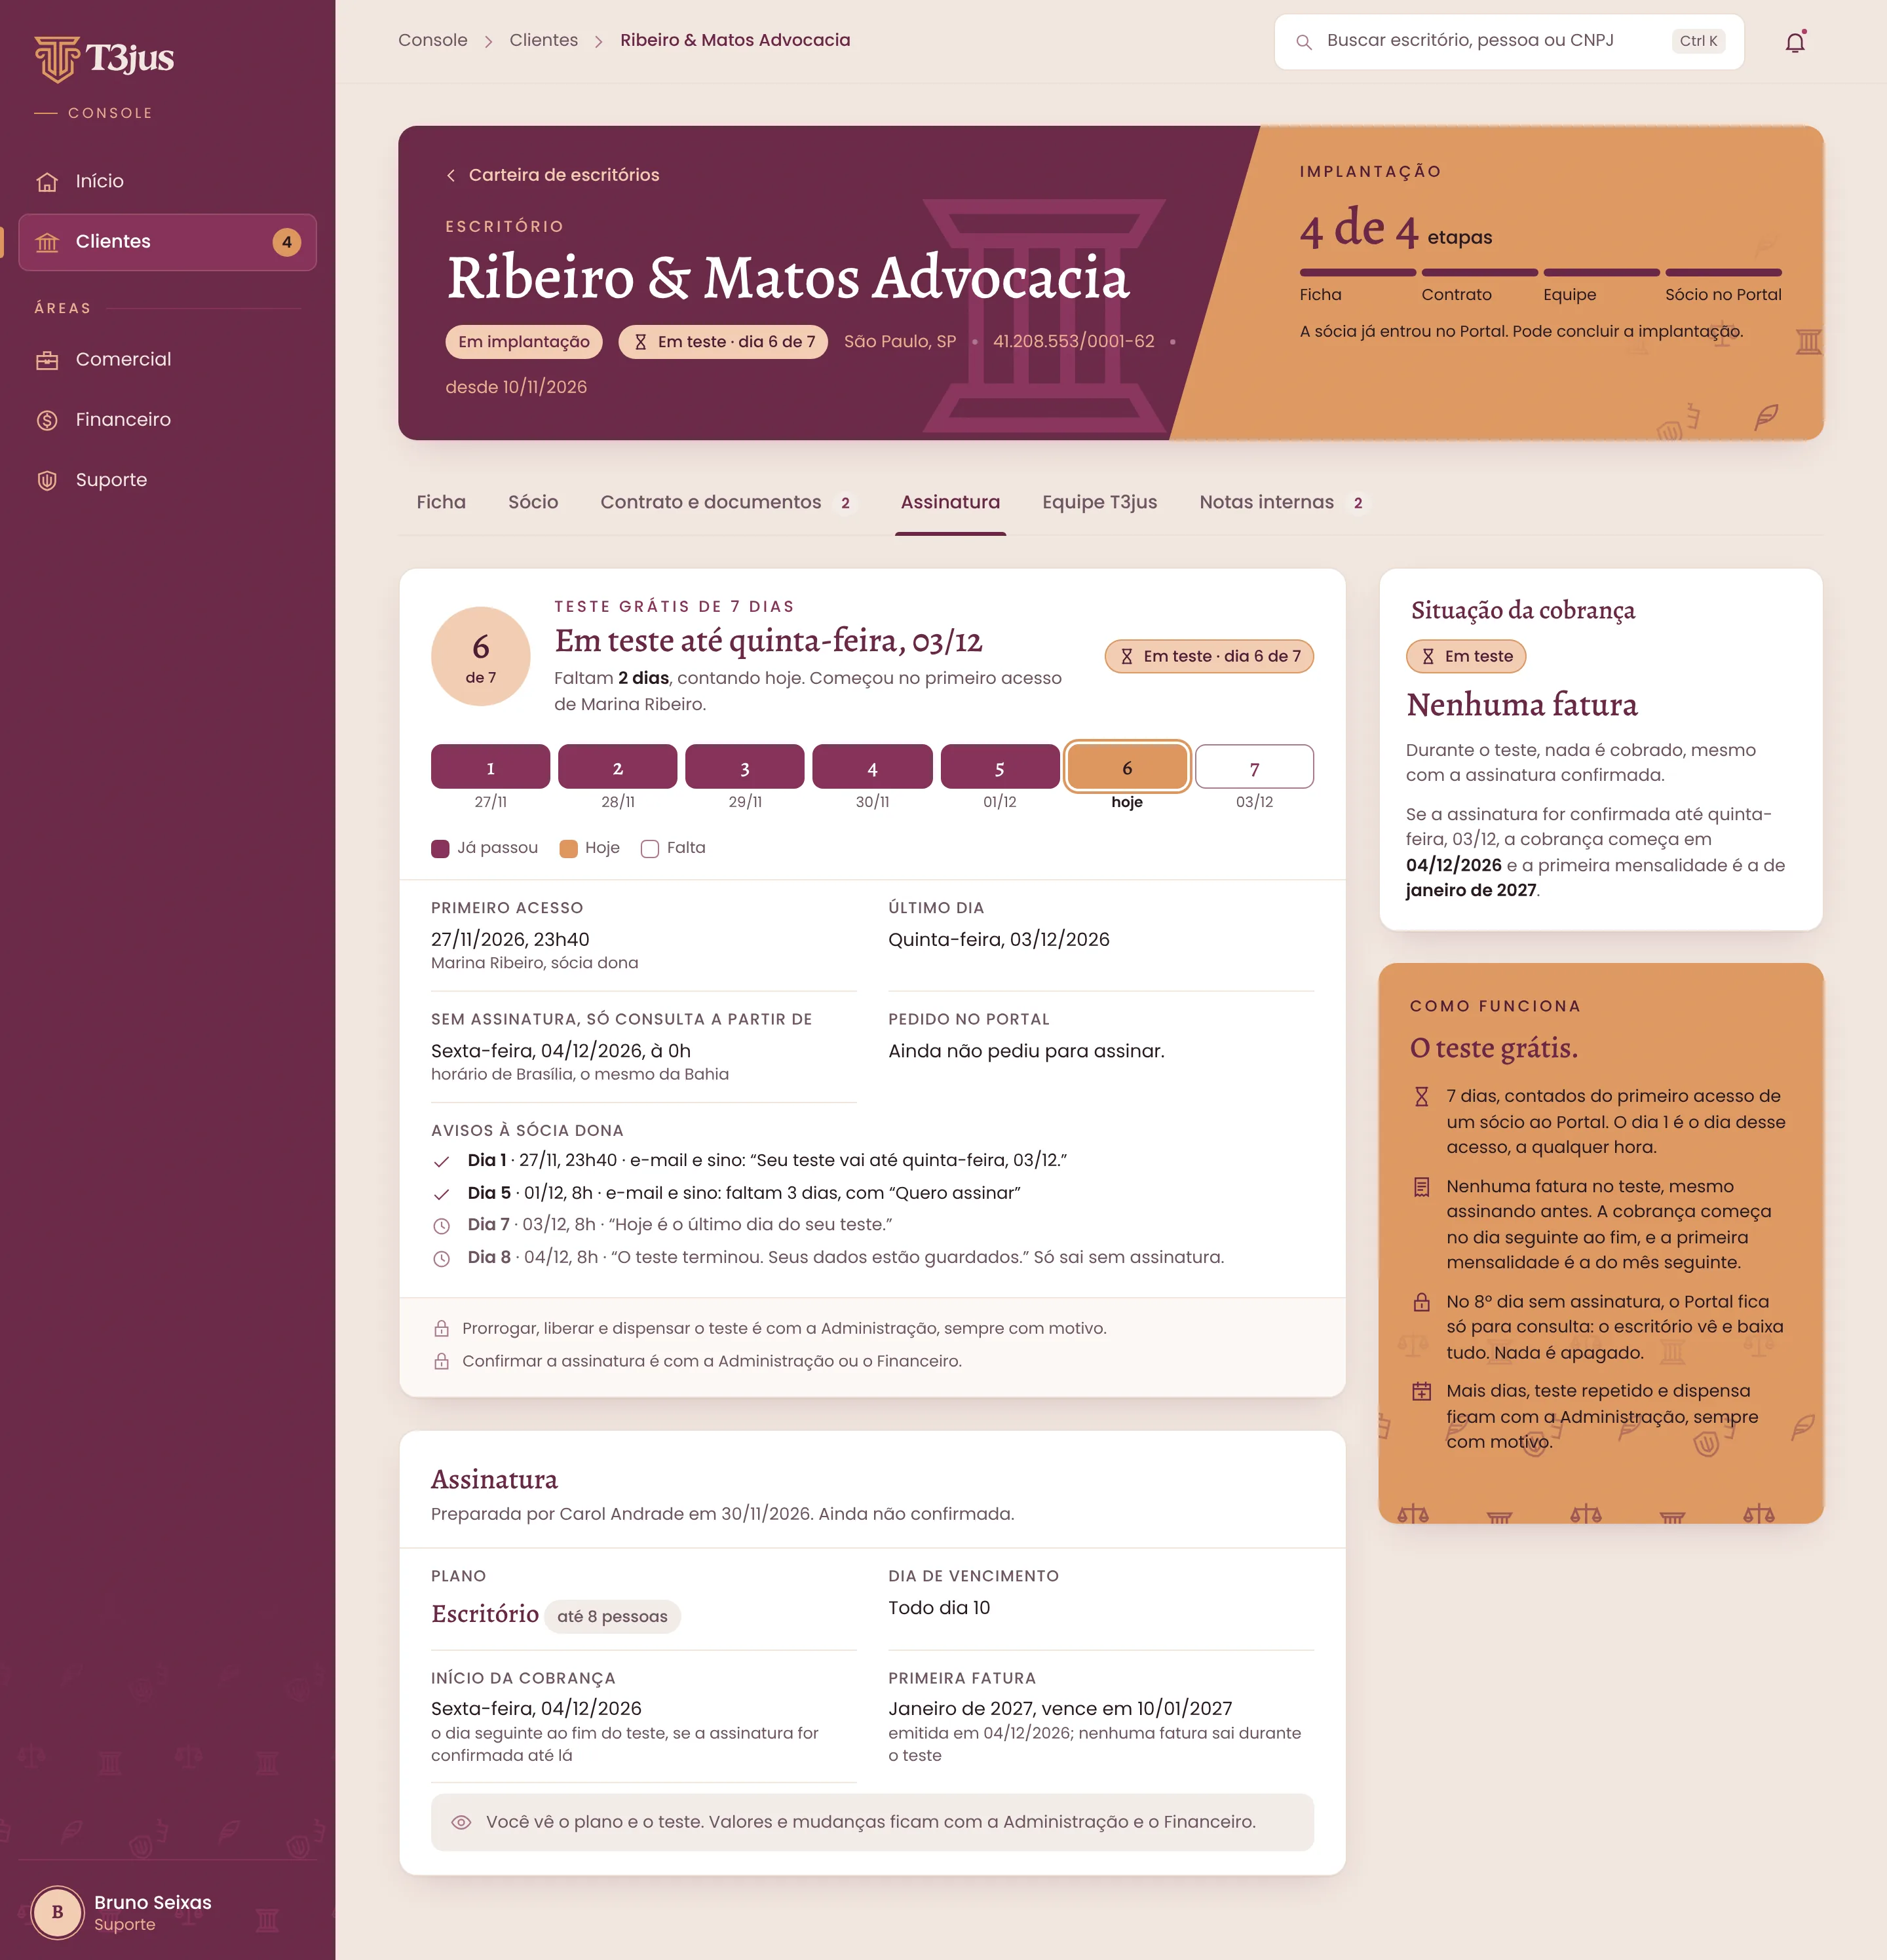 T3jus
CONSOLE
Início
Clientes 4
ÁREAS
Comercial
Financeiro
Suporte
B
Bruno Seixas
Suporte
Console > Clientes > Ribeiro & Matos Advocacia
Buscar escritório, pessoa ou CNPJ Ctrl K
Carteira de escritórios
ESCRITÓRIO
Ribeiro & Matos Advocacia
Em implantação Em teste · dia 6 de 7 São Paulo, SP • 41.208.553/0001-62 •
desde 10/11/2026
IMPLANTAÇÃO
4 de 4 etapas
Ficha Contrato Equipe Sócio no Portal
A sócia já entrou no Portal. Pode concluir a implantação.
Ficha Sócio Contrato e documentos 2 Assinatura Equipe T3jus Notas internas 2
6
de 7
TESTE GRÁTIS DE 7 DIAS
Em teste até quinta-feira, 03/12
Faltam 2 dias, contando hoje. Começou no primeiro acesso
de Marina Ribeiro.
Em teste · dia 6 de 7
1 2 3 4 5 6 7
27/11 28/11 29/11 30/11 01/12 hoje 03/12
Já passou Hoje Falta
PRIMEIRO ACESSO
27/11/2026, 23h40
Marina Ribeiro, sócia dona
ÚLTIMO DIA
Quinta-feira, 03/12/2026
SEM ASSINATURA, SÓ CONSULTA A PARTIR DE
Sexta-feira, 04/12/2026, à 0h
horário de Brasília, o mesmo da Bahia
PEDIDO NO PORTAL
Ainda não pediu para assinar.
AVISOS À SÓCIA DONA
Dia 1 · 27/11, 23h40 · e-mail e sino: “Seu teste vai até quinta-feira, 03/12.”
Dia 5 · 01/12, 8h · e-mail e sino: faltam 3 dias, com “Quero assinar”
Dia 7 · 03/12, 8h · “Hoje é o último dia do seu teste.”
Dia 8 · 04/12, 8h · “O teste terminou. Seus dados estão guardados.” Só sai sem assinatura.
Prorrogar, liberar e dispensar o teste é com a Administração, sempre com motivo.
Confirmar a assinatura é com a Administração ou o Financeiro.
Assinatura
Preparada por Carol Andrade em 30/11/2026. Ainda não confirmada.
PLANO
Escritório até 8 pessoas
DIA DE VENCIMENTO
Todo dia 10
INÍCIO DA COBRANÇA
Sexta-feira, 04/12/2026
o dia seguinte ao fim do teste, se a assinatura for
confirmada até lá
PRIMEIRA FATURA
Janeiro de 2027, vence em 10/01/2027
emitida em 04/12/2026; nenhuma fatura sai durante
o teste
Você vê o plano e o teste. Valores e mudanças ficam com a Administração e o Financeiro.
Situação da cobrança
Em teste
Nenhuma fatura
Durante o teste, nada é cobrado, mesmo
com a assinatura confirmada.
Se a assinatura for confirmada até quinta-
feira, 03/12, a cobrança começa em
04/12/2026 e a primeira mensalidade é a de
janeiro de 2027.
COMO FUNCIONA
O teste grátis.
7 dias, contados do primeiro acesso de
um sócio ao Portal. O dia 1 é o dia desse
acesso, a qualquer hora.
Nenhuma fatura no teste, mesmo
assinando antes. A cobrança começa
no dia seguinte ao fim, e a primeira
mensalidade é a do mês seguinte.
No 8º dia sem assinatura, o Portal fica
só para consulta: o escritório vê e baixa
tudo. Nada é apagado.
Mais dias, teste repetido e dispensa
ficam com a Administração, sempre
com motivo.